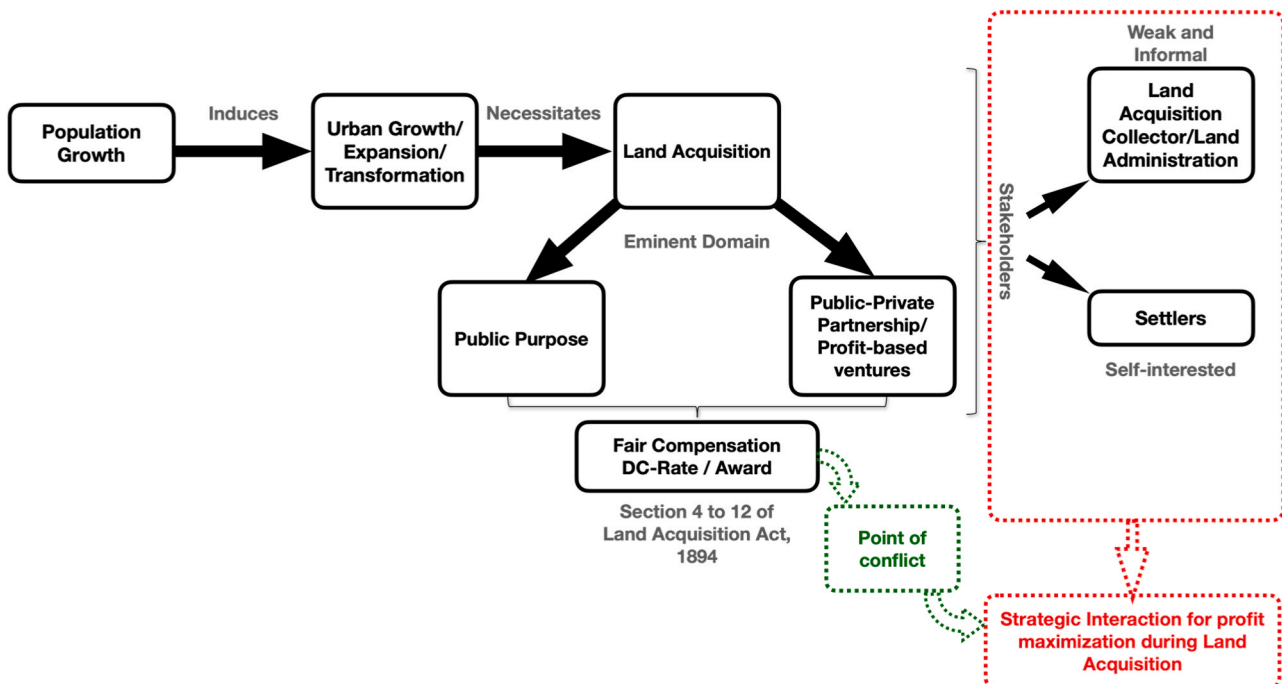 Population
Growth
Induces
Urban Growth/
Expansion/
Transformation
Necessitates
Land Acquisition
Eminent Domain
Public Purpose
Public-Private
Partnership/
Profit-based
ventures
Fair Compensation
DC-Rate / Award
Section 4 to 12 of
Land Acquisition Act,
1894
Point of
conflict
Stakeholders
Weak and
Informal
Land
Acquisition
Collector/Land
Administration
Settlers
Self-interested
Strategic Interaction for profit
maximization during Land
Acquisition